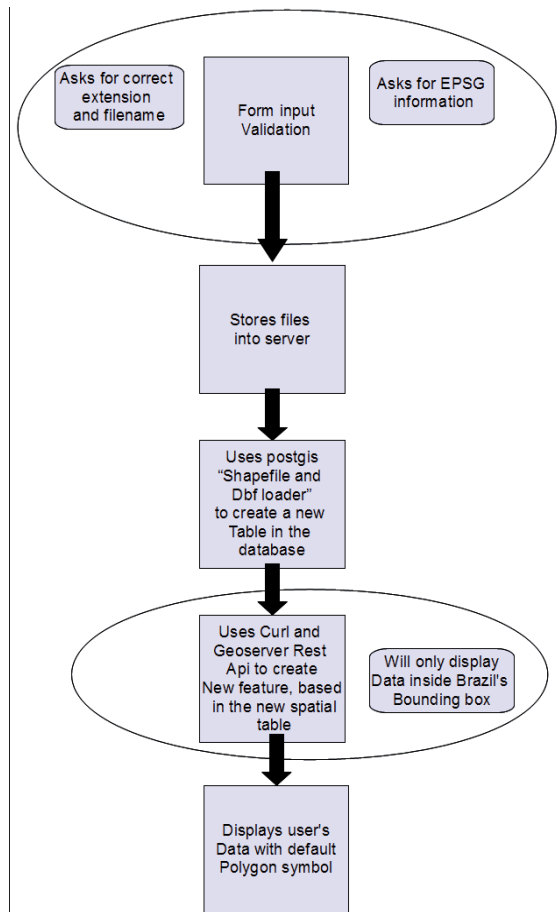 Asks for correct
extension
and filename
Form input
Validation
Asks for EPSG
information
Stores files
into server
Uses postgis
“Shapefile and
Dbf loader”
to create a new
Table in the
database
Uses Curl and
Geoserver Rest
Api to create
New feature, based
in the new spatial
table
Will only display
Data inside Brazil's
Bounding box
Displays user's
Data with default
Polygon symbol